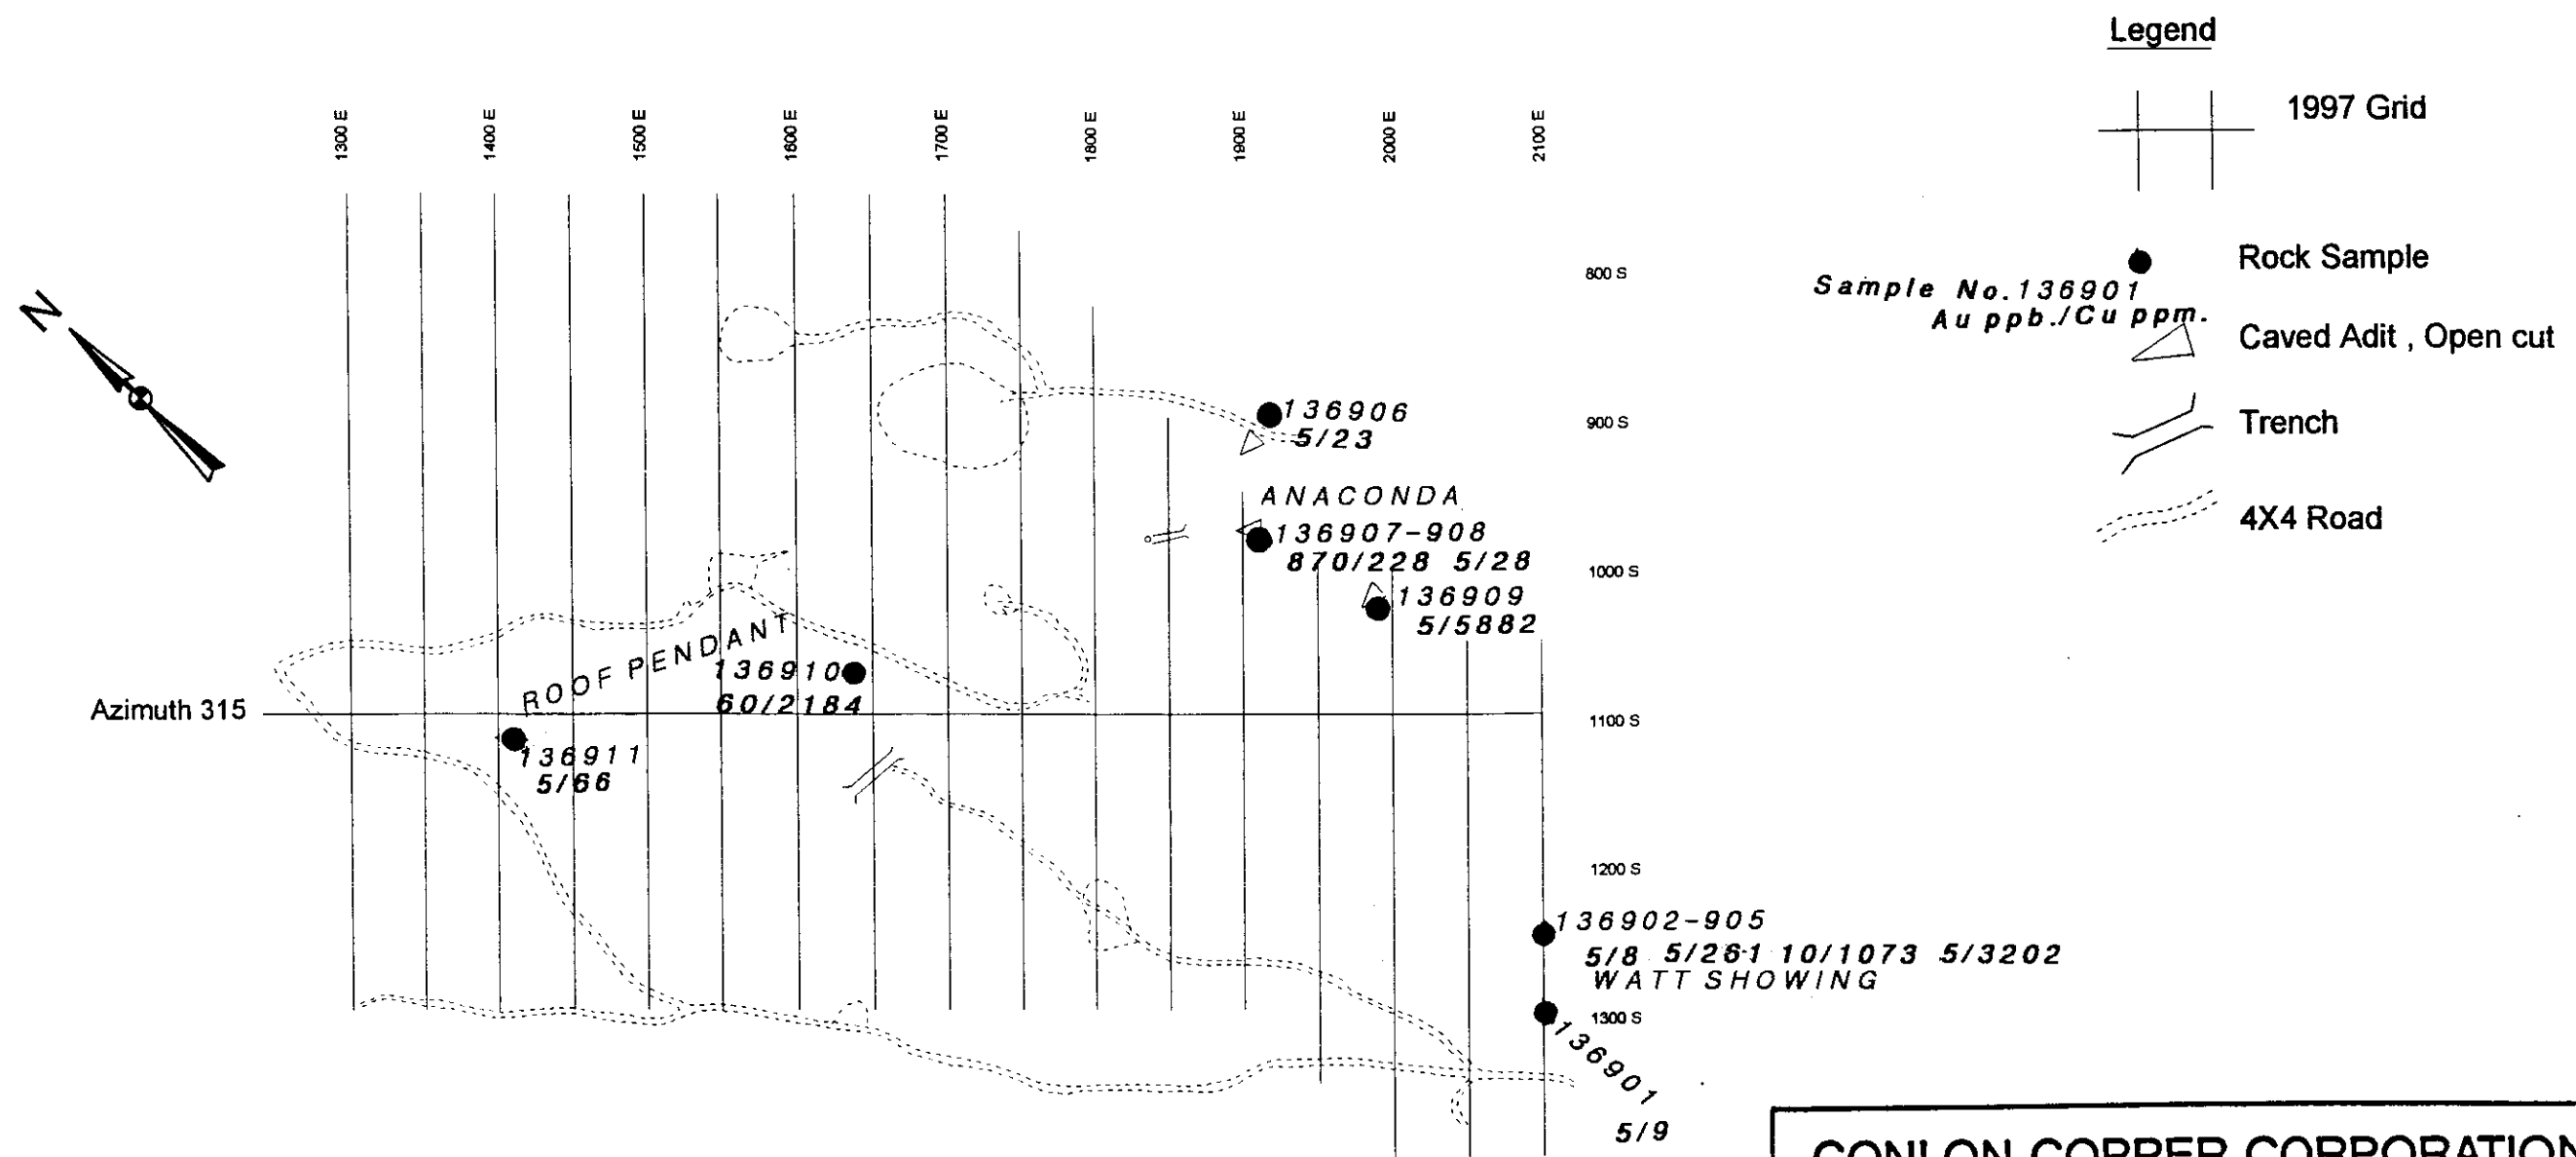 Legend
1997 Grid
Rock Sample
Sample No.136901
Au ppb./Cu ppm.
Caved Adit , Open cut
Trench
4X4 Road
1300 E
1400 E
1500 E
1600 E
1700 E
1800 E
1900 E
2000 E
2100 E
N
800 S
136906
5/23
900 S
ANACONDA
136907-908
870/228 5/28
1000 S
136909
5/5882
ROOF PENDANT
136910
60/2184
Azimuth 315
1100 S
136911
5/66
1200 S
136902-905
5/8 5/261 10/1073 5/3202
WATT SHOWING
1300 S
136901
5/9
CONLON COPPER CORPORATION